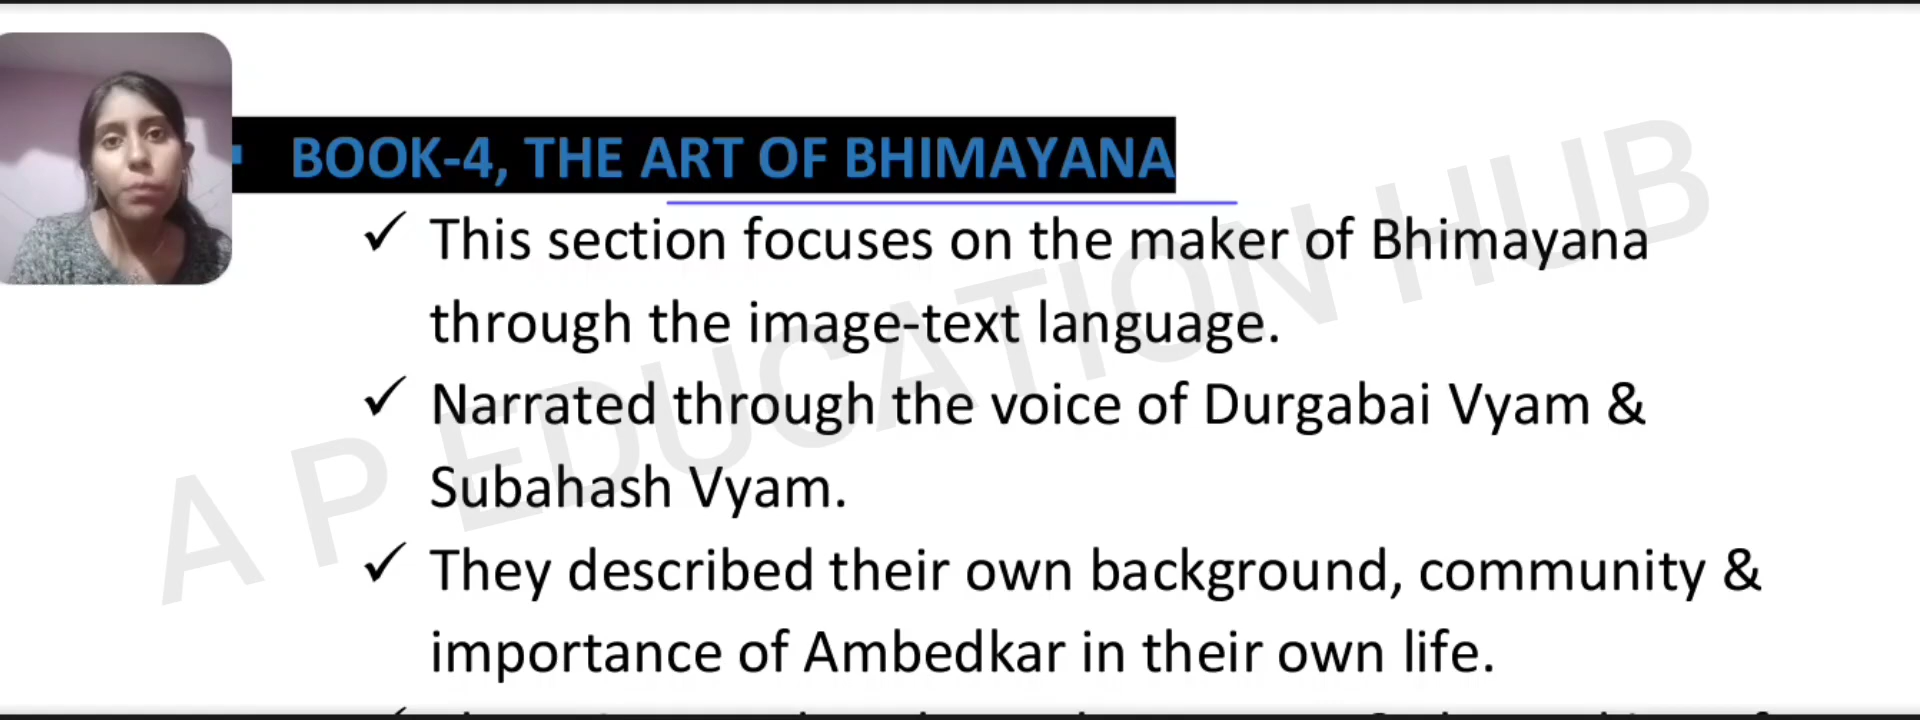 BOOK-4, THE ART OF BHIMAYANA
✓ This section focuses on the maker of Bhimayana
through the image-text language.
✓ Narrated through the voice of Durgabai Vyam &
Subahash Vyam.
✓ They described their own background, community &
importance of Ambedkar in their own life.
A P EDUCATION HUB